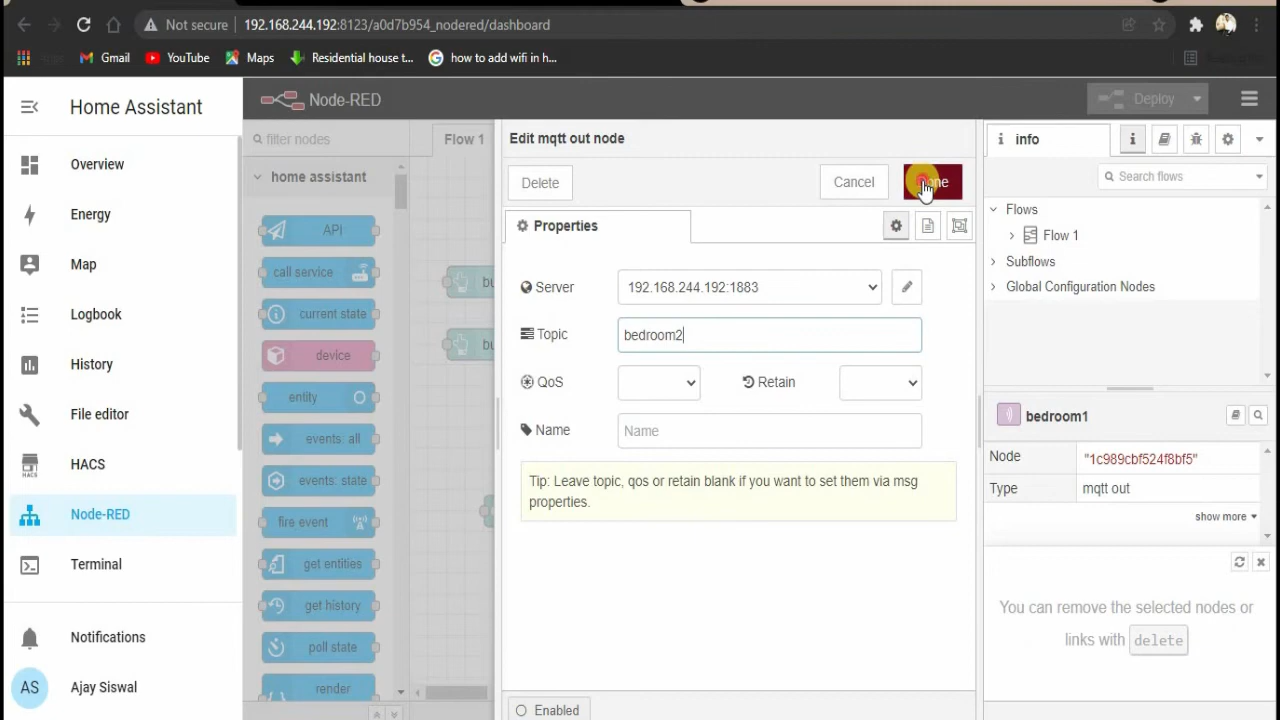 Not secure
192.168.244.192:8123/a0d7b954_nodered/dashboard
Gmail
YouTube
Maps
Residential house t...
how to add wifi in h...
Home Assistant
Overview
Energy
Map
Logbook
History
File editor
HACS
HACS
Node-RED
Terminal
Notifications
AS
Ajay Siswal
Node-RED
Deploy
filter nodes
home assistant
API
call service
current state
device
entity
events: all
events: state
fire event
get entities
get history
poll state
render
Flow 1
bu
bu
Edit mqtt out node
Delete
Cancel
Properties
Server
192.168.244.192:1883
Topic
bedroom2
QoS
Retain
Name
Name
Tip: Leave topic, qos or retain blank if you want to set them via msg
properties.
Enabled
info
Search flows
Flows
Flow 1
Subflows
Global Configuration Nodes
bedroom1
Node
"1c989cbf524f8bf5"
Type
mqtt out
show more
You can remove the selected nodes or
links with delete